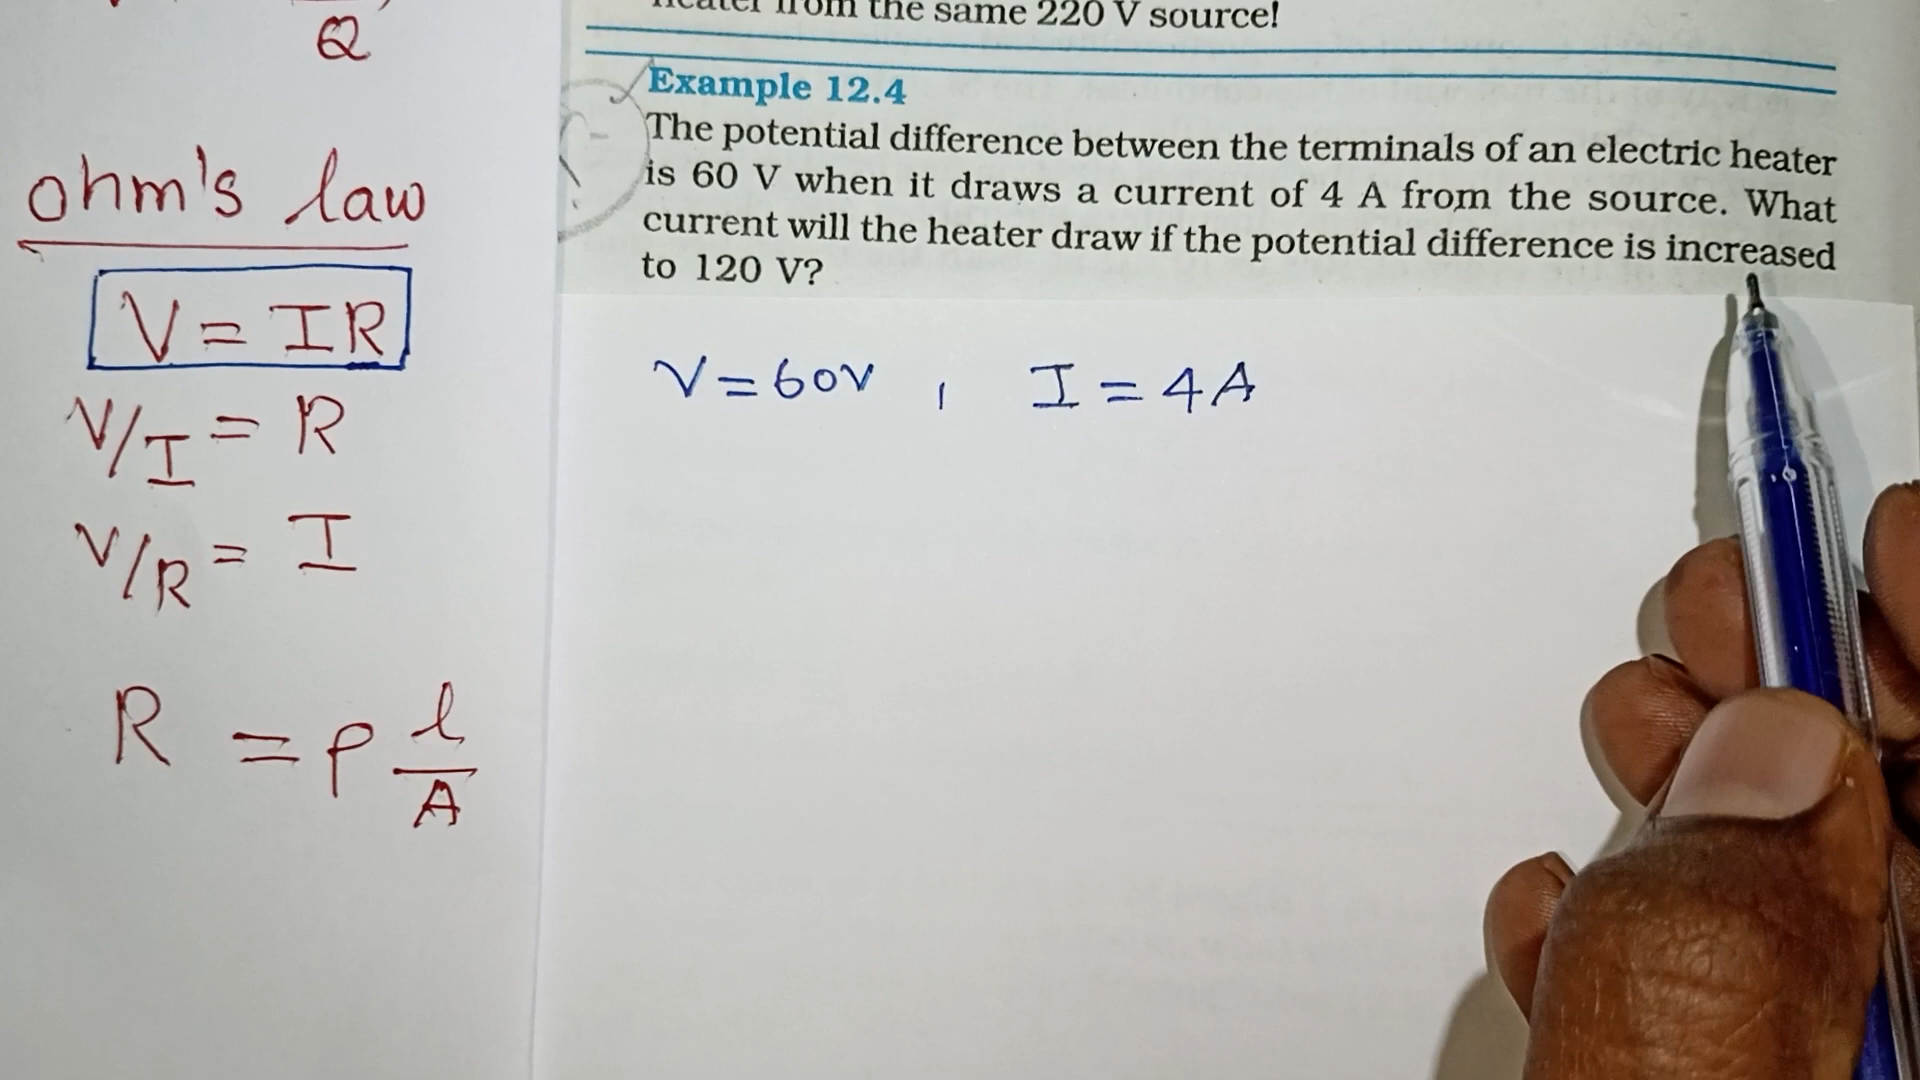 Q
ohm's law
V = IR
V/I = R
V/R = I
R = ρ l/A
heater from the same 220 V source!
Example 12.4
The potential difference between the terminals of an electric heater
is 60 V when it draws a current of 4 A from the source. What
current will the heater draw if the potential difference is increased
to 120 V?
V = 60V , I = 4A